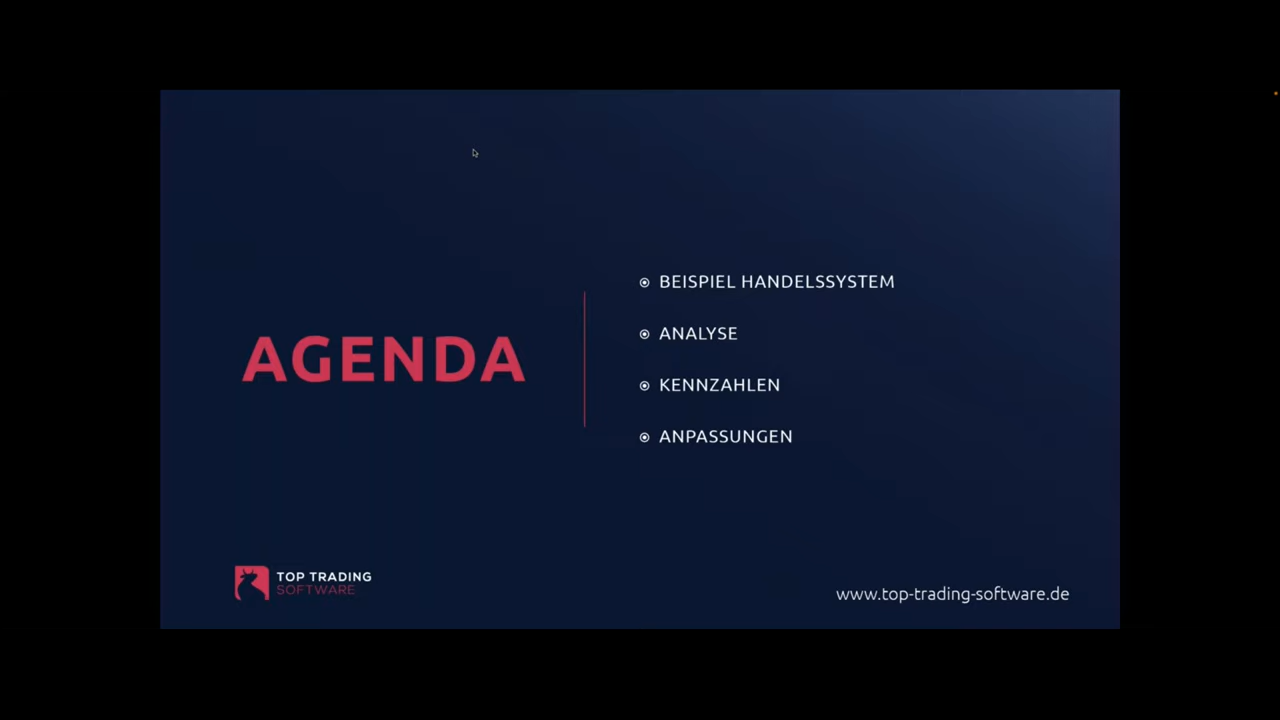 AGENDA
BEISPIEL HANDELSSYSTEM
ANALYSE
KENNZAHLEN
ANPASSUNGEN
TOP TRADING
SOFTWARE
www.top-trading-software.de